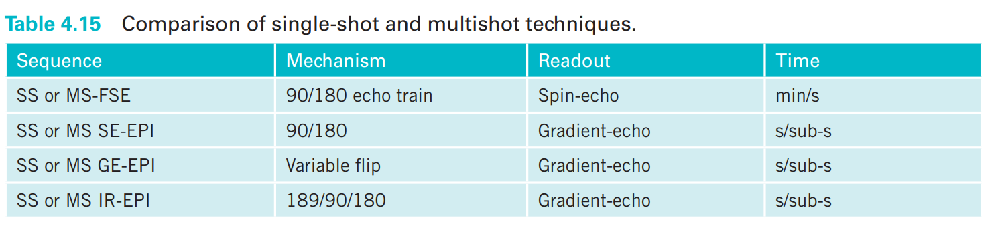 Table 4.15 Comparison of single-shot and multishot techniques.
Sequence Mechanism Readout Time
SS or MS-FSE 90/180 echo train Spin-echo min/s
SS or MS SE-EPI 90/180 Gradient-echo s/sub-s
SS or MS GE-EPI Variable flip Gradient-echo s/sub-s
SS or MS IR-EPI 189/90/180 Gradient-echo s/sub-s